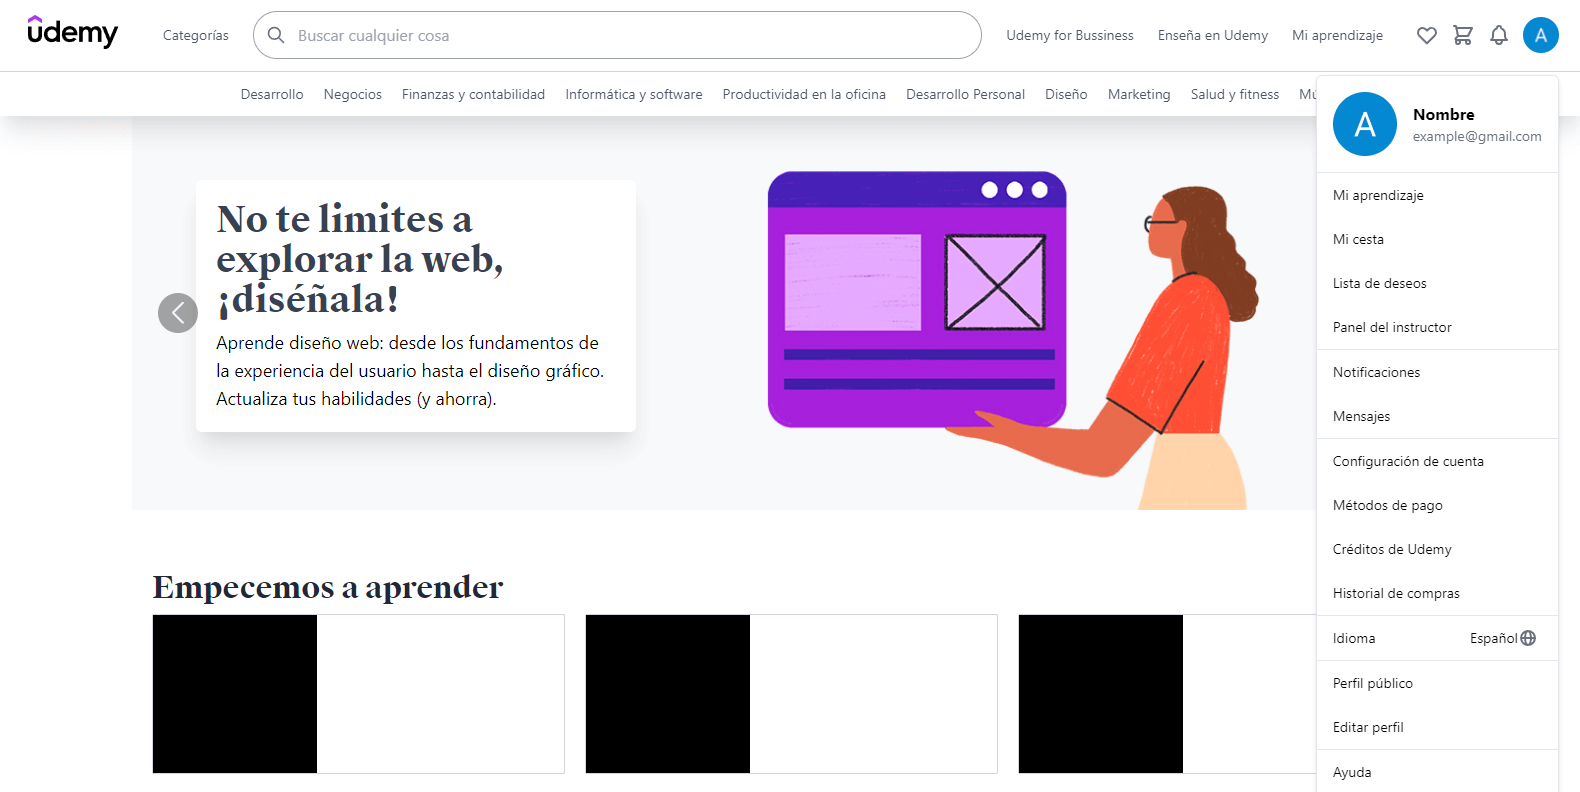 udemy
Categorías
Buscar cualquier cosa
Udemy for Bussiness
Enseña en Udemy
Mi aprendizaje
A
Desarrollo
Negocios
Finanzas y contabilidad
Informática y software
Productividad en la oficina
Desarrollo Personal
Diseño
Marketing
Salud y fitness
A
Nombre
example@gmail.com
Mi aprendizaje
Mi cesta
Lista de deseos
Panel del instructor
Notificaciones
Mensajes
Configuración de cuenta
Métodos de pago
Créditos de Udemy
Historial de compras
Idioma Español
Perfil público
Editar perfil
Ayuda
No te limites a
explorar la web,
¡diséñala!
Aprende diseño web: desde los fundamentos de
la experiencia del usuario hasta el diseño gráfico.
Actualiza tus habilidades (y ahora).
Empecemos a aprender